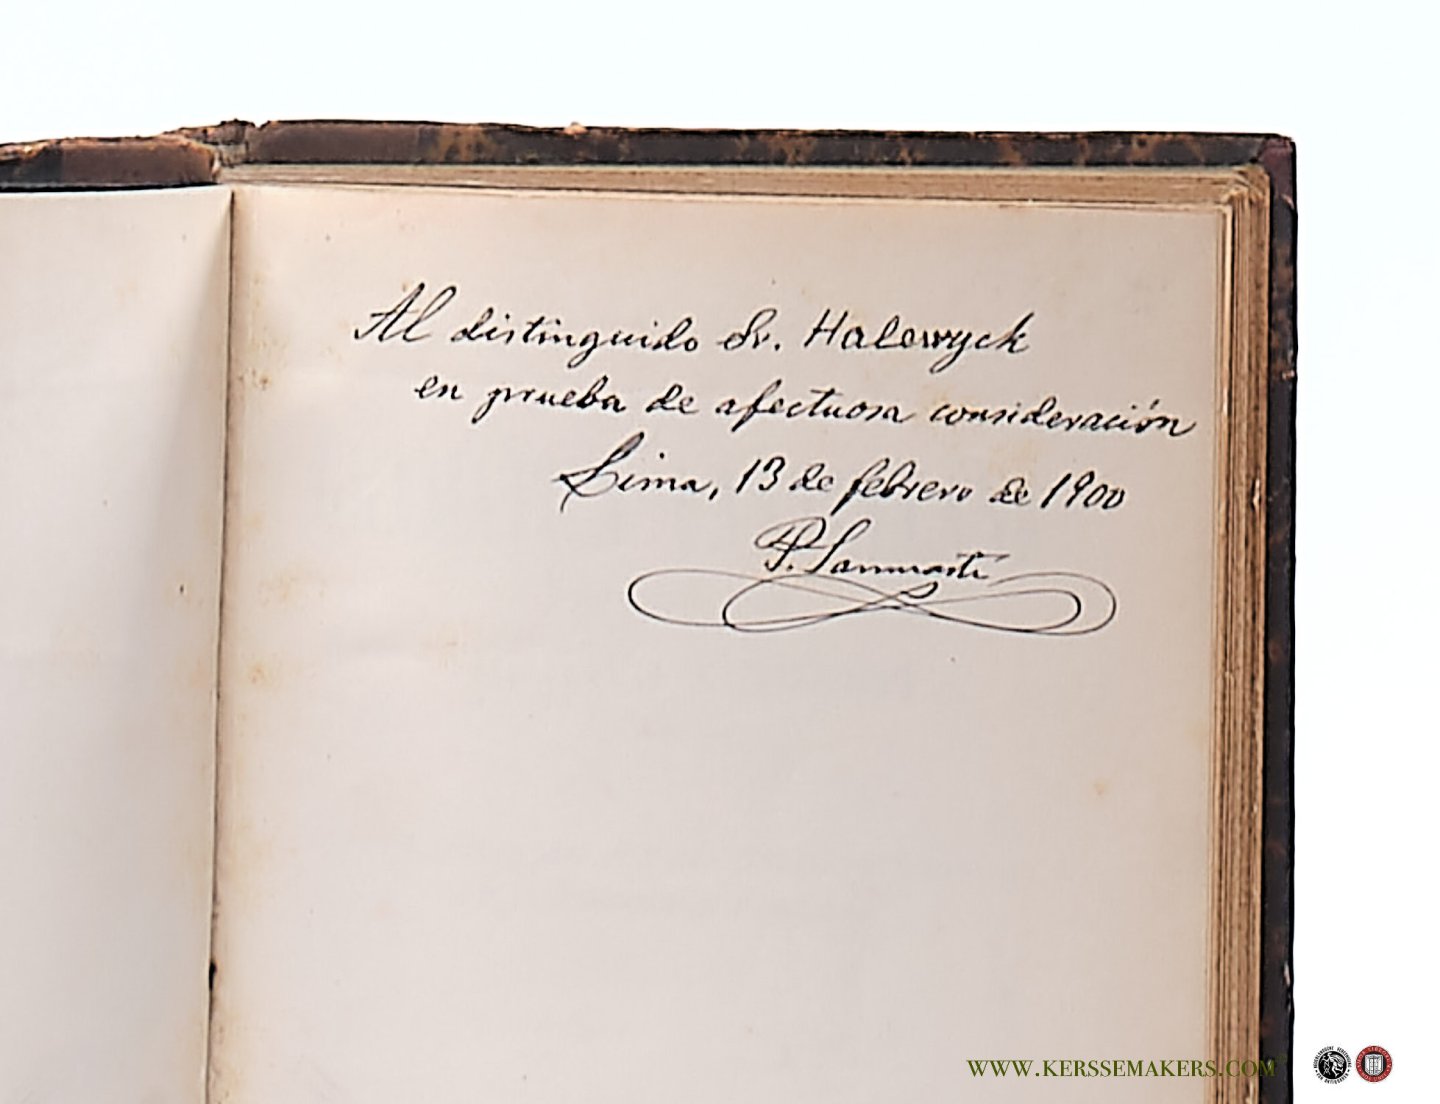 Al distinguido Sr. Halewyck
en prueba de afectuosa consideración
Lima, 13 de febrero de 1900
P. Sanmartí
WWW.KERSSEMAKERS.COM